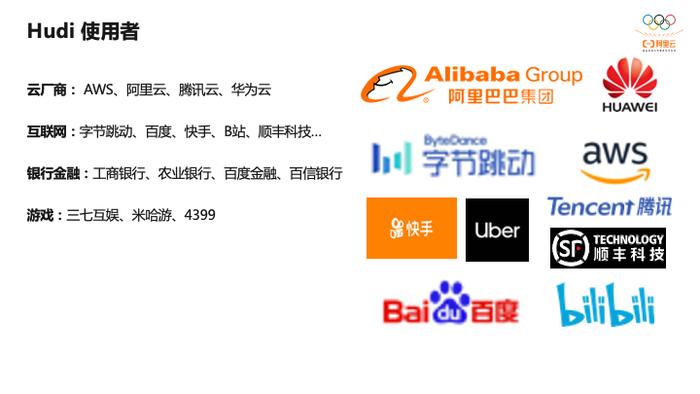 Hudi 使用者
阿里云
云厂商： AWS、阿里云、腾讯云、华为云
互联网：字节跳动、百度、快手、B站、顺丰科技...
银行金融：工商银行、农业银行、百度金融、百信银行
游戏：三七互娱、米哈游、4399
Alibaba Group
阿里巴巴集团
HUAWEI
ByteDance
字节跳动
aws
快手
Uber
Tencent 腾讯
SF TECHNOLOGY
顺丰科技
Bai du 百度
bilibili